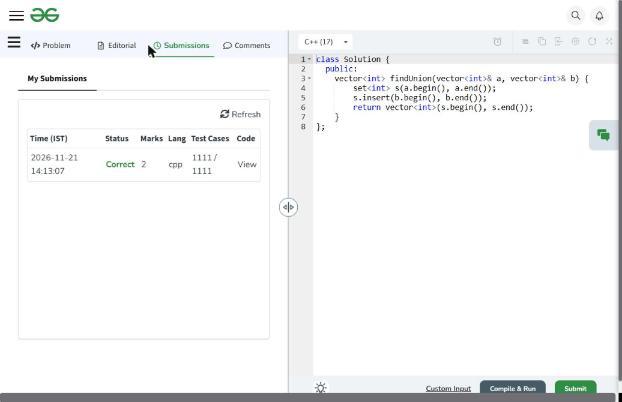 </> Problem
Editorial
Submissions
Comments
My Submissions
Refresh
Time (IST) Status Marks Lang Test Cases Code
2026-11-21 14:13:07 Correct 2 cpp 1111 / 1111 View
C++ (17)
1 class Solution {
2 public:
3 vector<int> findUnion(vector<int>& a, vector<int>& b) {
4 set<int> s(a.begin(), a.end());
5 s.insert(b.begin(), b.end());
6 return vector<int>(s.begin(), s.end());
7 }
8 };
Custom Input
Compile & Run
Submit